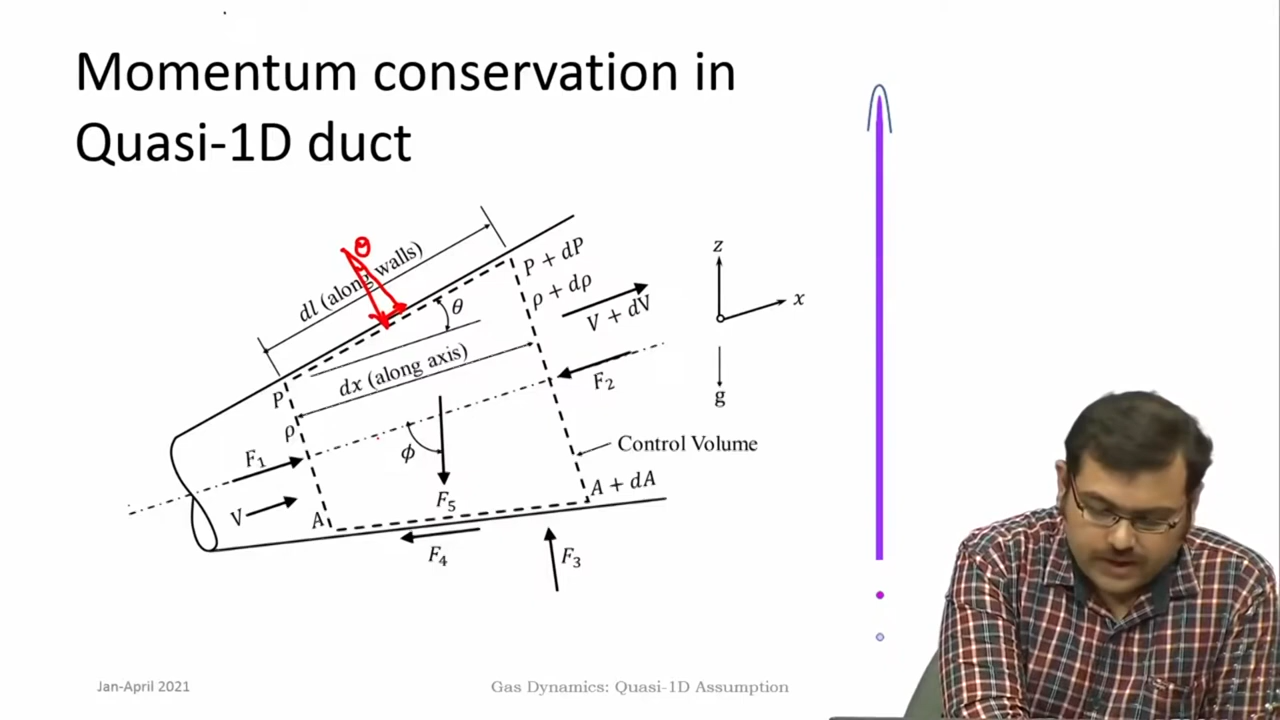 Momentum conservation in
Quasi-1D duct
θ
dl (along walls)
P + dP
ρ + dρ
V + dV
θ
dx (along axis)
P
ρ
F₁
V
A
ϕ
F₅
F₂
Control Volume
A + dA
F₄
F₃
z
x
g
Jan-April 2021
Gas Dynamics: Quasi-1D Assumption